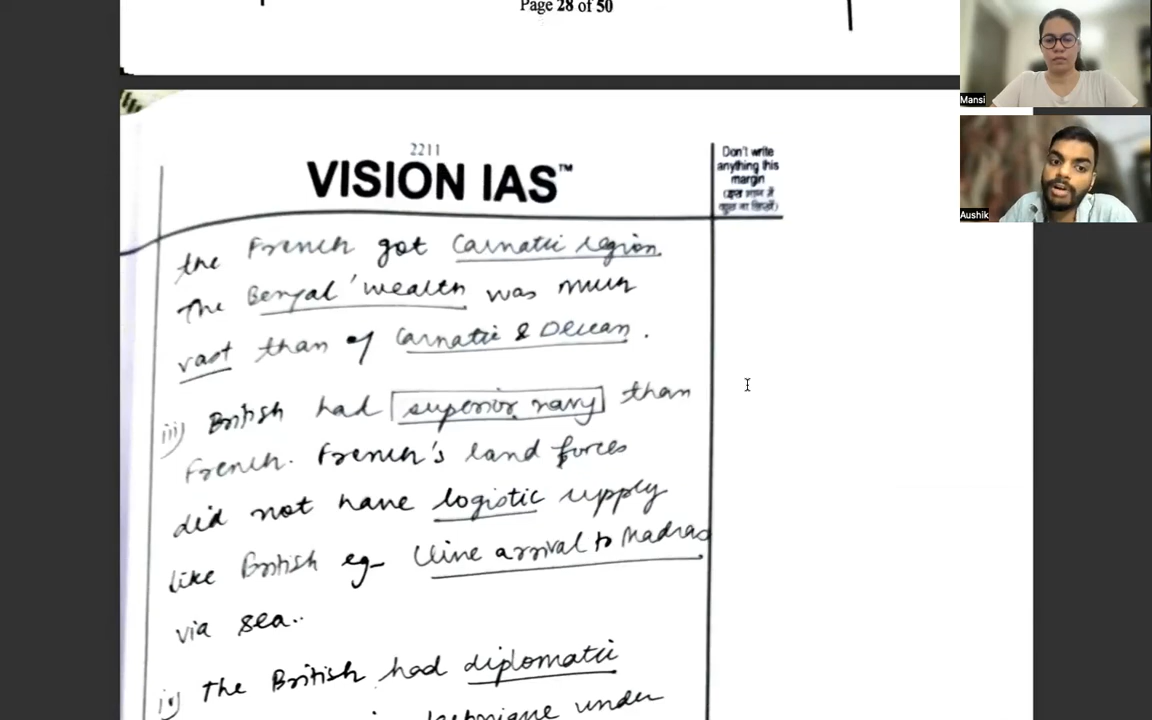 Page 28 of 50
Mansi
Aushik
2211
VISION IAS™
Don't write
anything this
margin
the French got Carnatic region.
The Bengal' wealth was much
vast than of Carnatic & Deccan.
iii) British had superior navy than
French. French's land forces
did not have logistic supply
like British eg- Clive arrival to Madras
via sea..
iv) The British had diplomatic
technique under